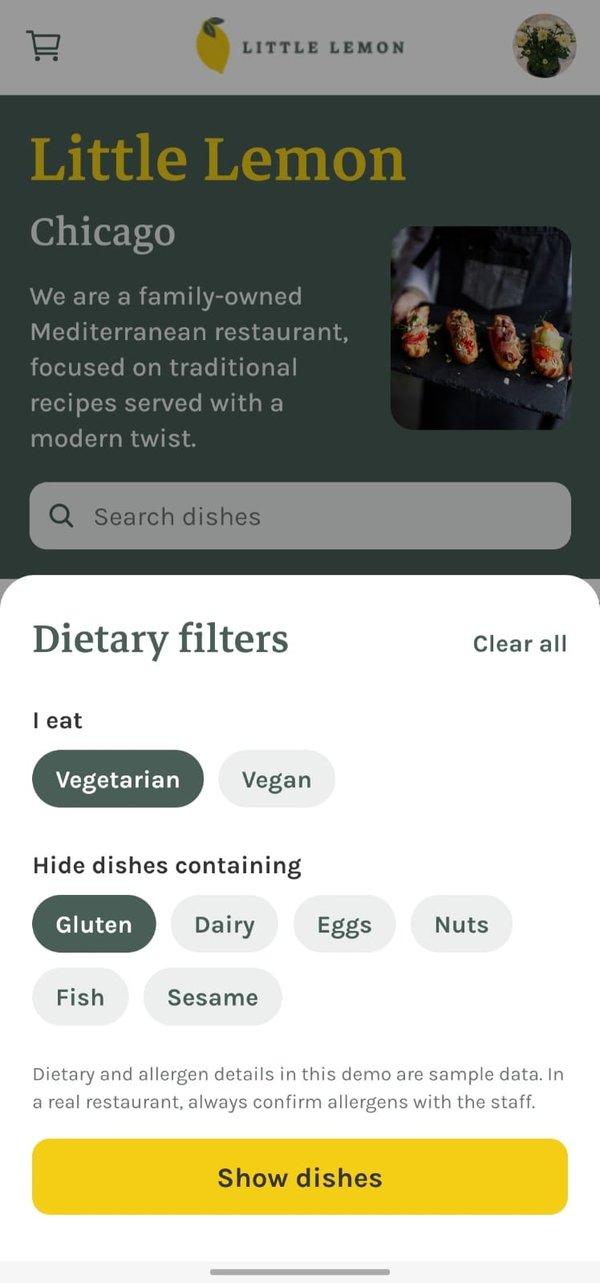 LITTLE LEMON
Little Lemon
Chicago
We are a family-owned
Mediterranean restaurant,
focused on traditional
recipes served with a
modern twist.
Search dishes
Dietary filters
Clear all
I eat
Vegetarian
Vegan
Hide dishes containing
Gluten
Dairy
Eggs
Nuts
Fish
Sesame
Dietary and allergen details in this demo are sample data. In
a real restaurant, always confirm allergens with the staff.
Show dishes